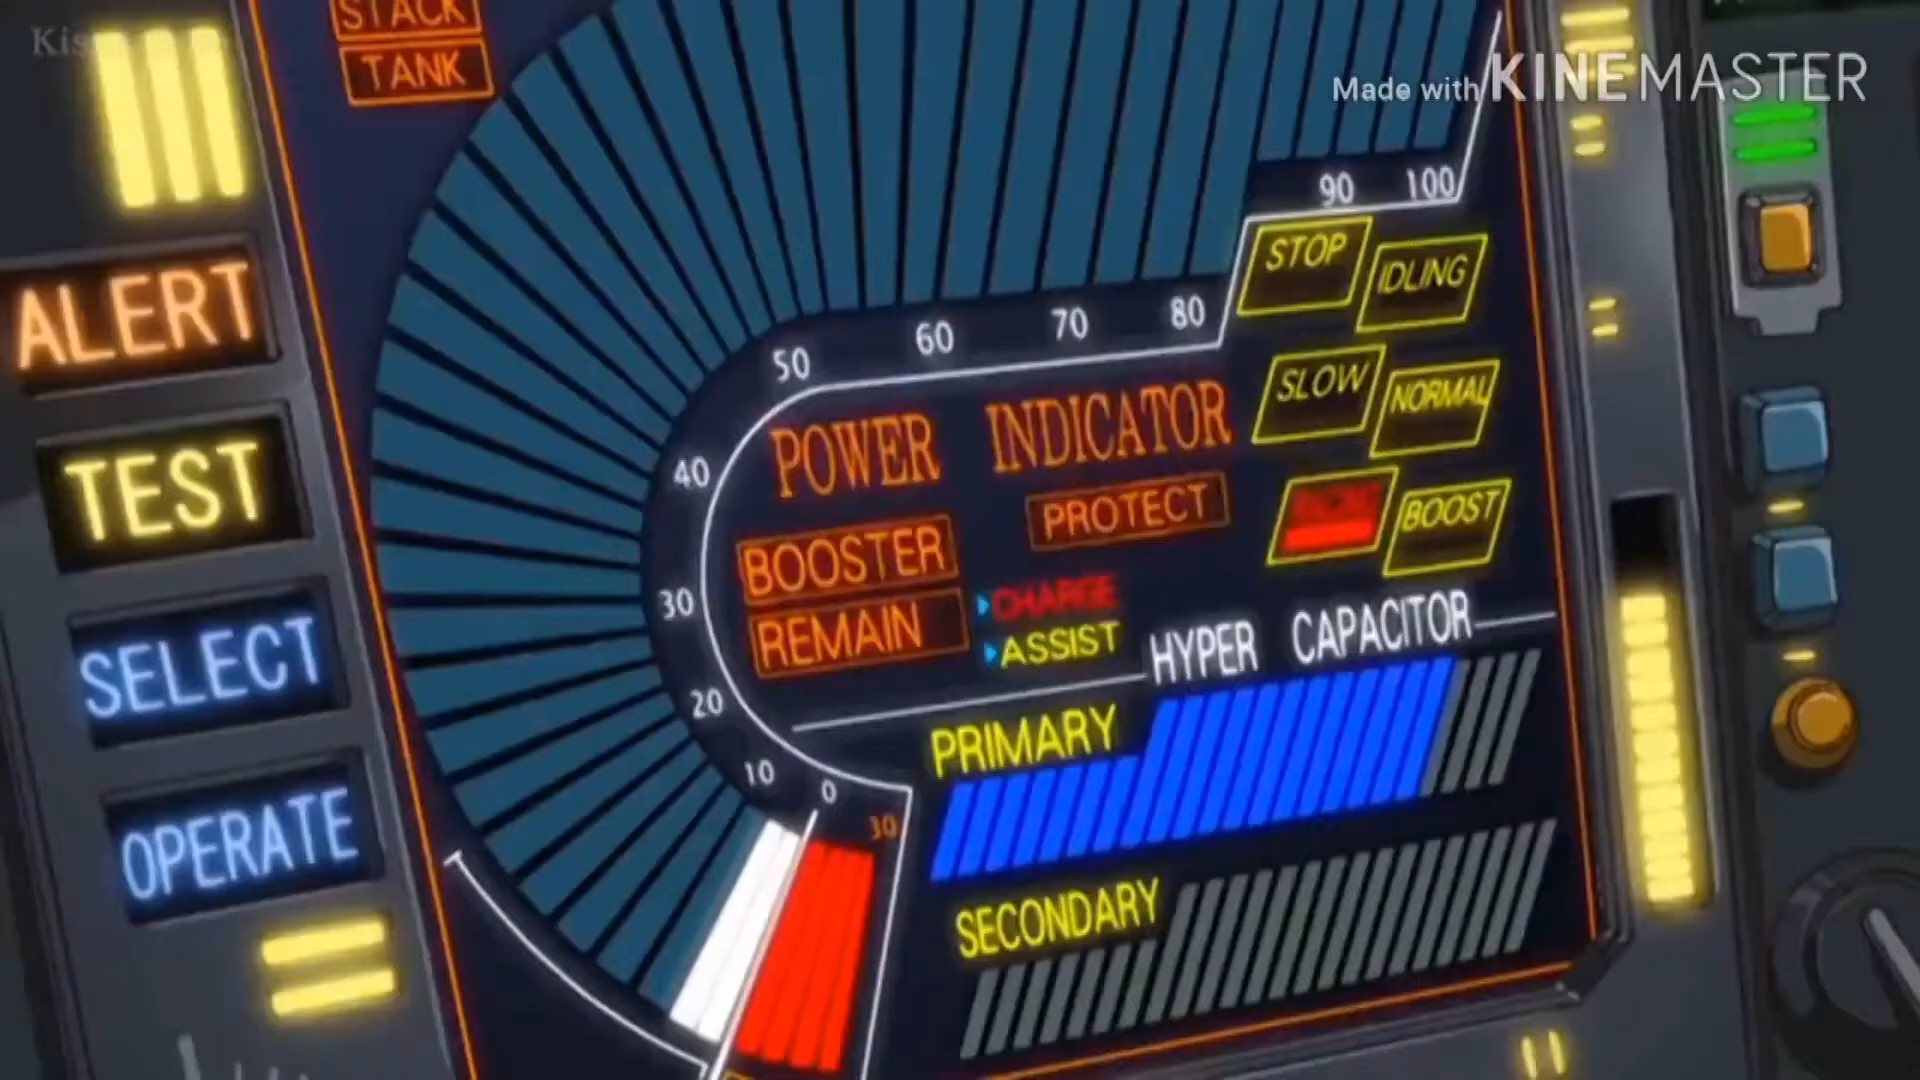 STACK
TANK
Made with KINEMASTER
ALERT
TEST
SELECT
OPERATE
90 100
80
70
60
50
40
30
20
10
0
30
POWER INDICATOR
PROTECT
BOOSTER
REMAIN
CHARGE
ASSIST
STOP
IDLING
SLOW
NORMAL
BOOST
HYPER CAPACITOR
PRIMARY
SECONDARY